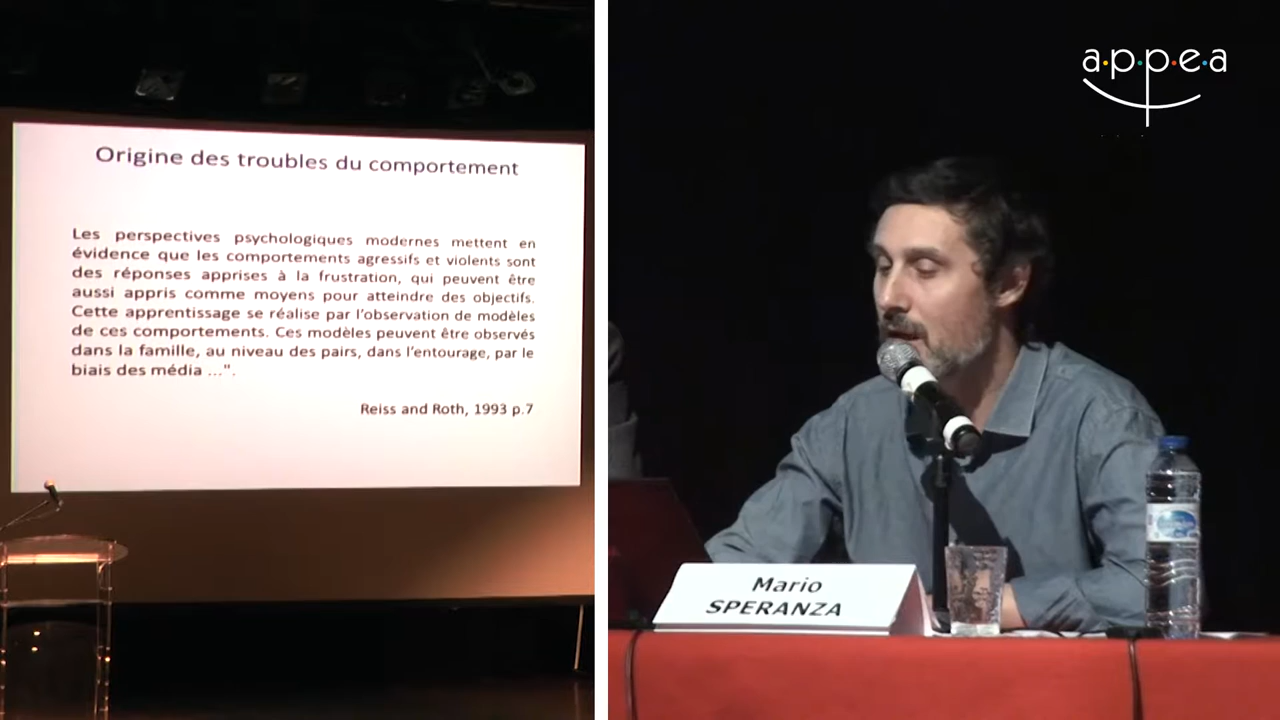 Origine des troubles du comportement
Les perspectives psychologiques modernes mettent en
évidence que les comportements agressifs et violents sont
des réponses apprises à la frustration, qui peuvent être
aussi appris comme moyens pour atteindre des objectifs.
Cette apprentissage se réalise par l'observation de modèles
de ces comportements. Ces modèles peuvent être observés
dans la famille, au niveau des pairs, dans l'entourage, par le
biais des média ...".
Reiss and Roth, 1993 p.7
a·p·p·e·a
Mario
SPERANZA